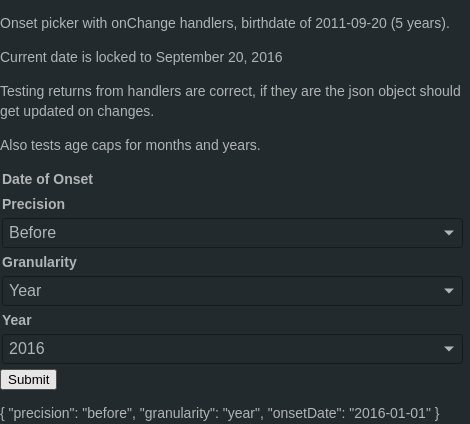 Onset picker with onChange handlers, birthdate of 2011-09-20 (5 years).
Current date is locked to September 20, 2016
Testing returns from handlers are correct, if they are the json object should
get updated on changes.
Also tests age caps for months and years.
Date of Onset
Precision
Before
Granularity
Year
Year
2016
Submit
{ "precision": "before", "granularity": "year", "onsetDate": "2016-01-01" }